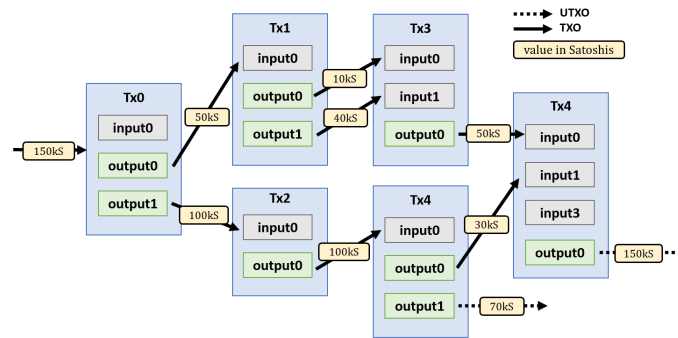 UTXO
TXO
value in Satoshis
Tx0
input0
output0
output1
150kS
50kS
100kS
Tx1
input0
output0
output1
10kS
40kS
Tx2
input0
output0
100kS
Tx3
input0
input1
output0
50kS
Tx4
input0
output0
output1
30kS
70kS
Tx4
input0
input1
input3
output0
150kS